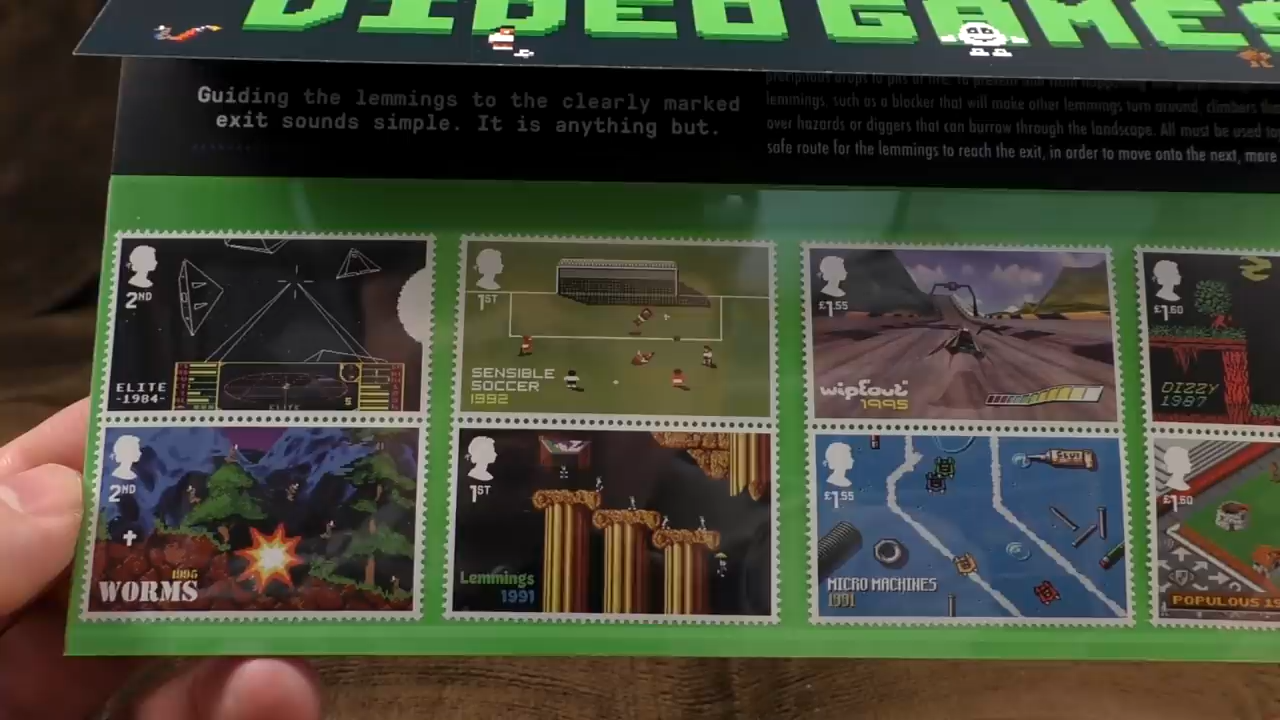 VIDEO GAMES
Guiding the lemmings to the clearly marked
exit sounds simple. It is anything but.
lemmings, such as a blocker that will make other lemmings turn around, climbers
over hazards or diggers that can burrow through the landscape. All must be used to
safe route for the lemmings to reach the exit, in order to move onto the next, more
2ND
ELITE
-1984-
5
ELITE
1ST
SENSIBLE
SOCCER
1992
£1.55
wipEout
1995
£1.60
DIZZY
1987
2ND
1995
WORMS
1ST
Lemmings
1991
£1.55
GLUE
MICRO MACHINES
1991
£1.60
POPULOUS 19